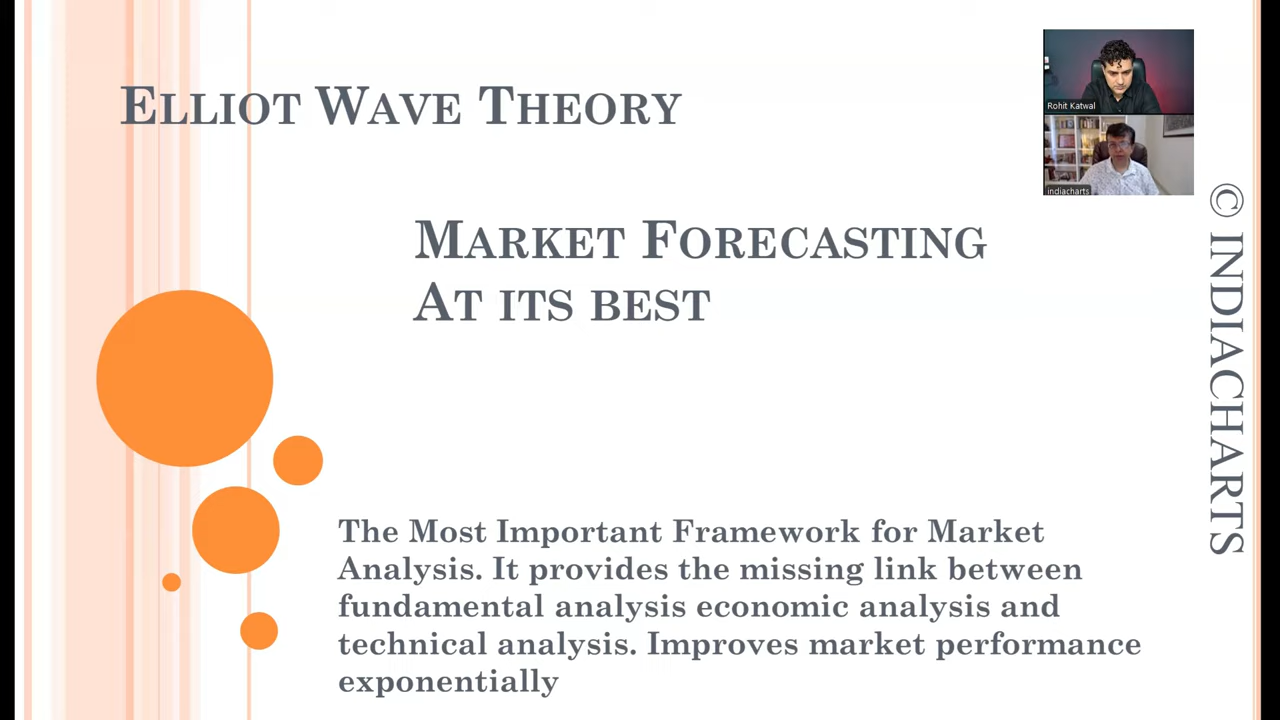 ELLIOT WAVE THEORY
MARKET FORECASTING
AT ITS BEST
Rohit Katwal
indiacharts
© INDIACHARTS
The Most Important Framework for Market
Analysis. It provides the missing link between
fundamental analysis economic analysis and
technical analysis. Improves market performance
exponentially